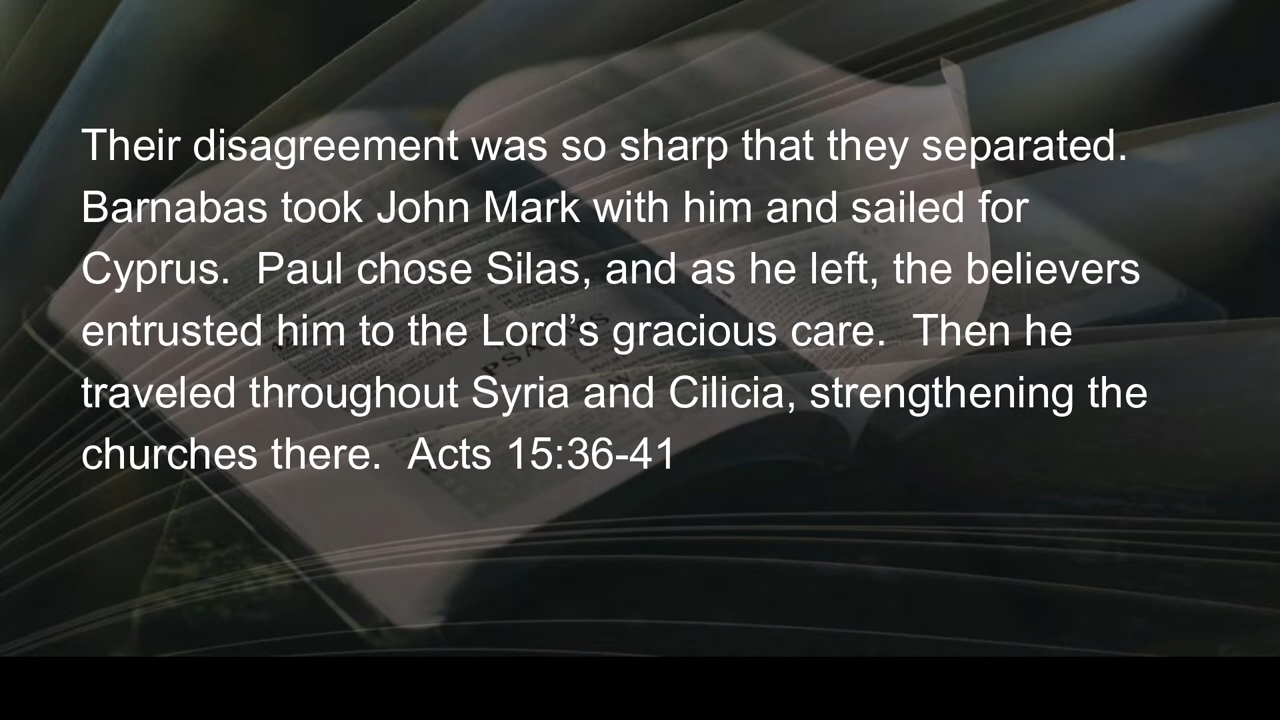 Their disagreement was so sharp that they separated.
Barnabas took John Mark with him and sailed for
Cyprus.  Paul chose Silas, and as he left, the believers
entrusted him to the Lord’s gracious care.  Then he
traveled throughout Syria and Cilicia, strengthening the
churches there.  Acts 15:36-41
PSALMS